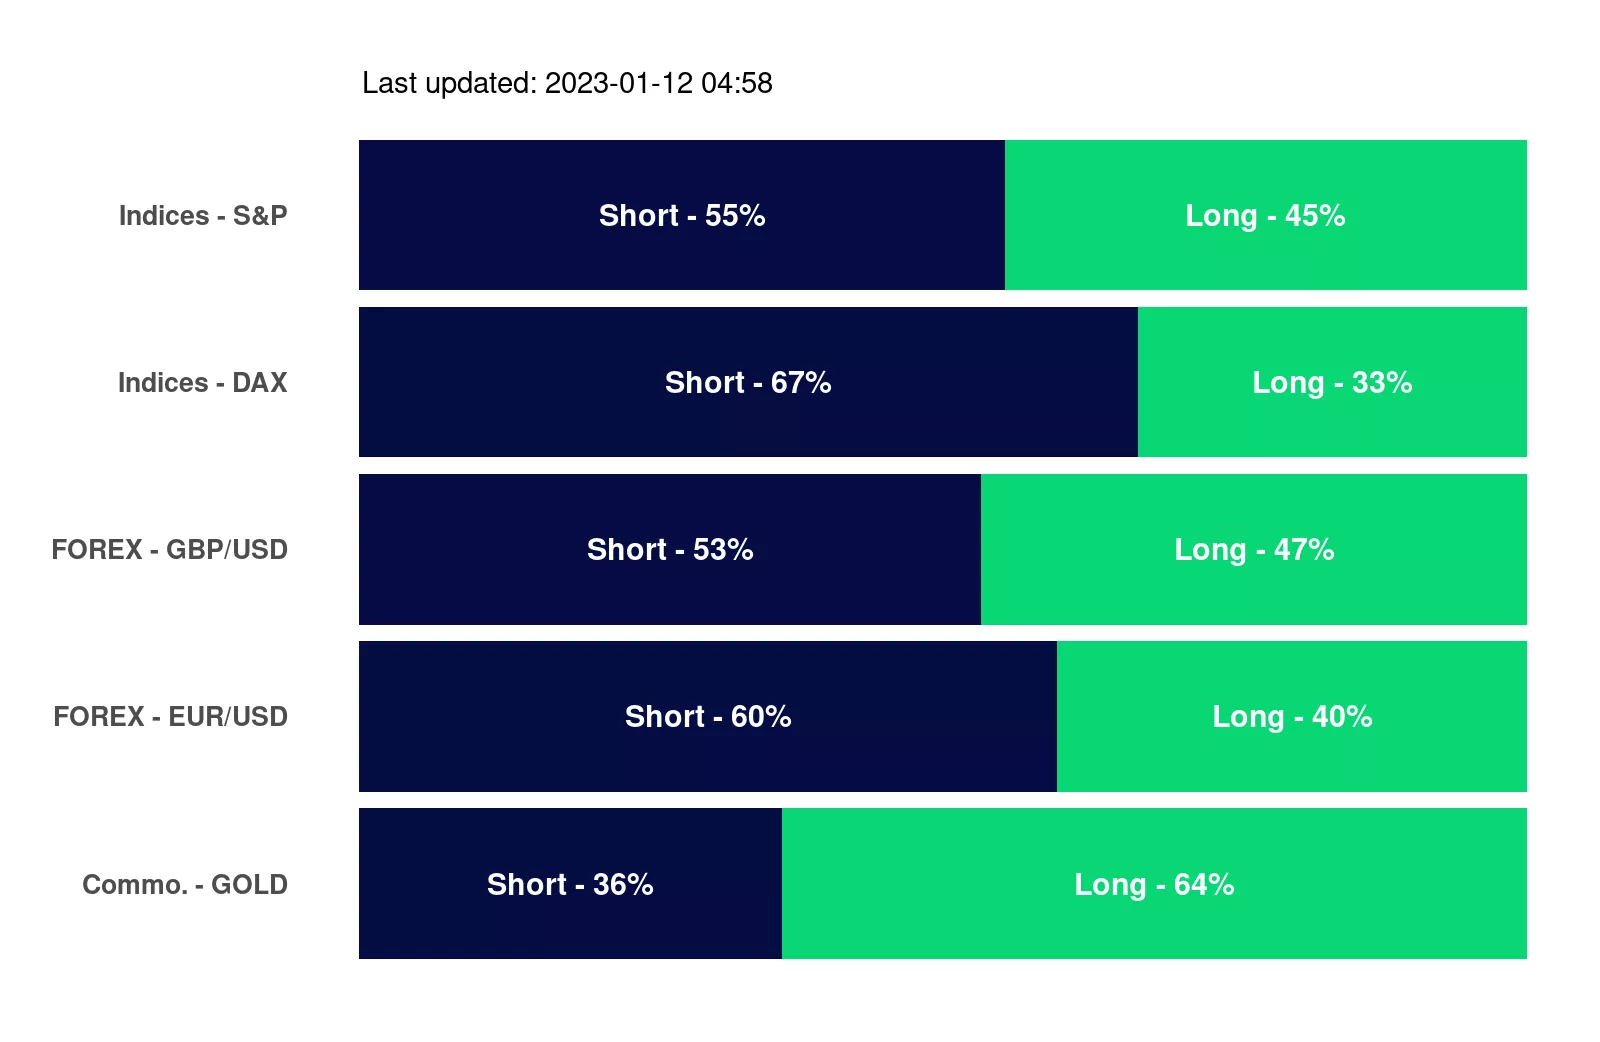 Last updated: 2023-01-12 04:58
Indices - S&P Short - 55% Long - 45%
Indices - DAX Short - 67% Long - 33%
FOREX - GBP/USD Short - 53% Long - 47%
FOREX - EUR/USD Short - 60% Long - 40%
Commo. - GOLD Short - 36% Long - 64%